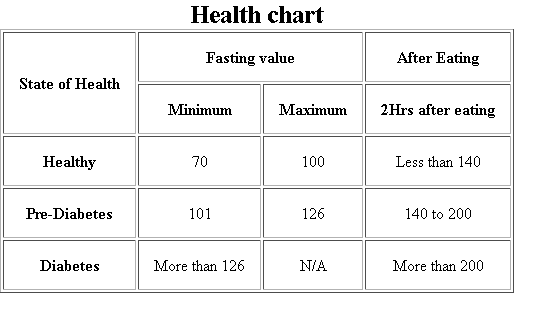 Health chart
State of Health
Fasting value
After Eating
Minimum
Maximum
2Hrs after eating
Healthy
70
100
Less than 140
Pre-Diabetes
101
126
140 to 200
Diabetes
More than 126
N/A
More than 200